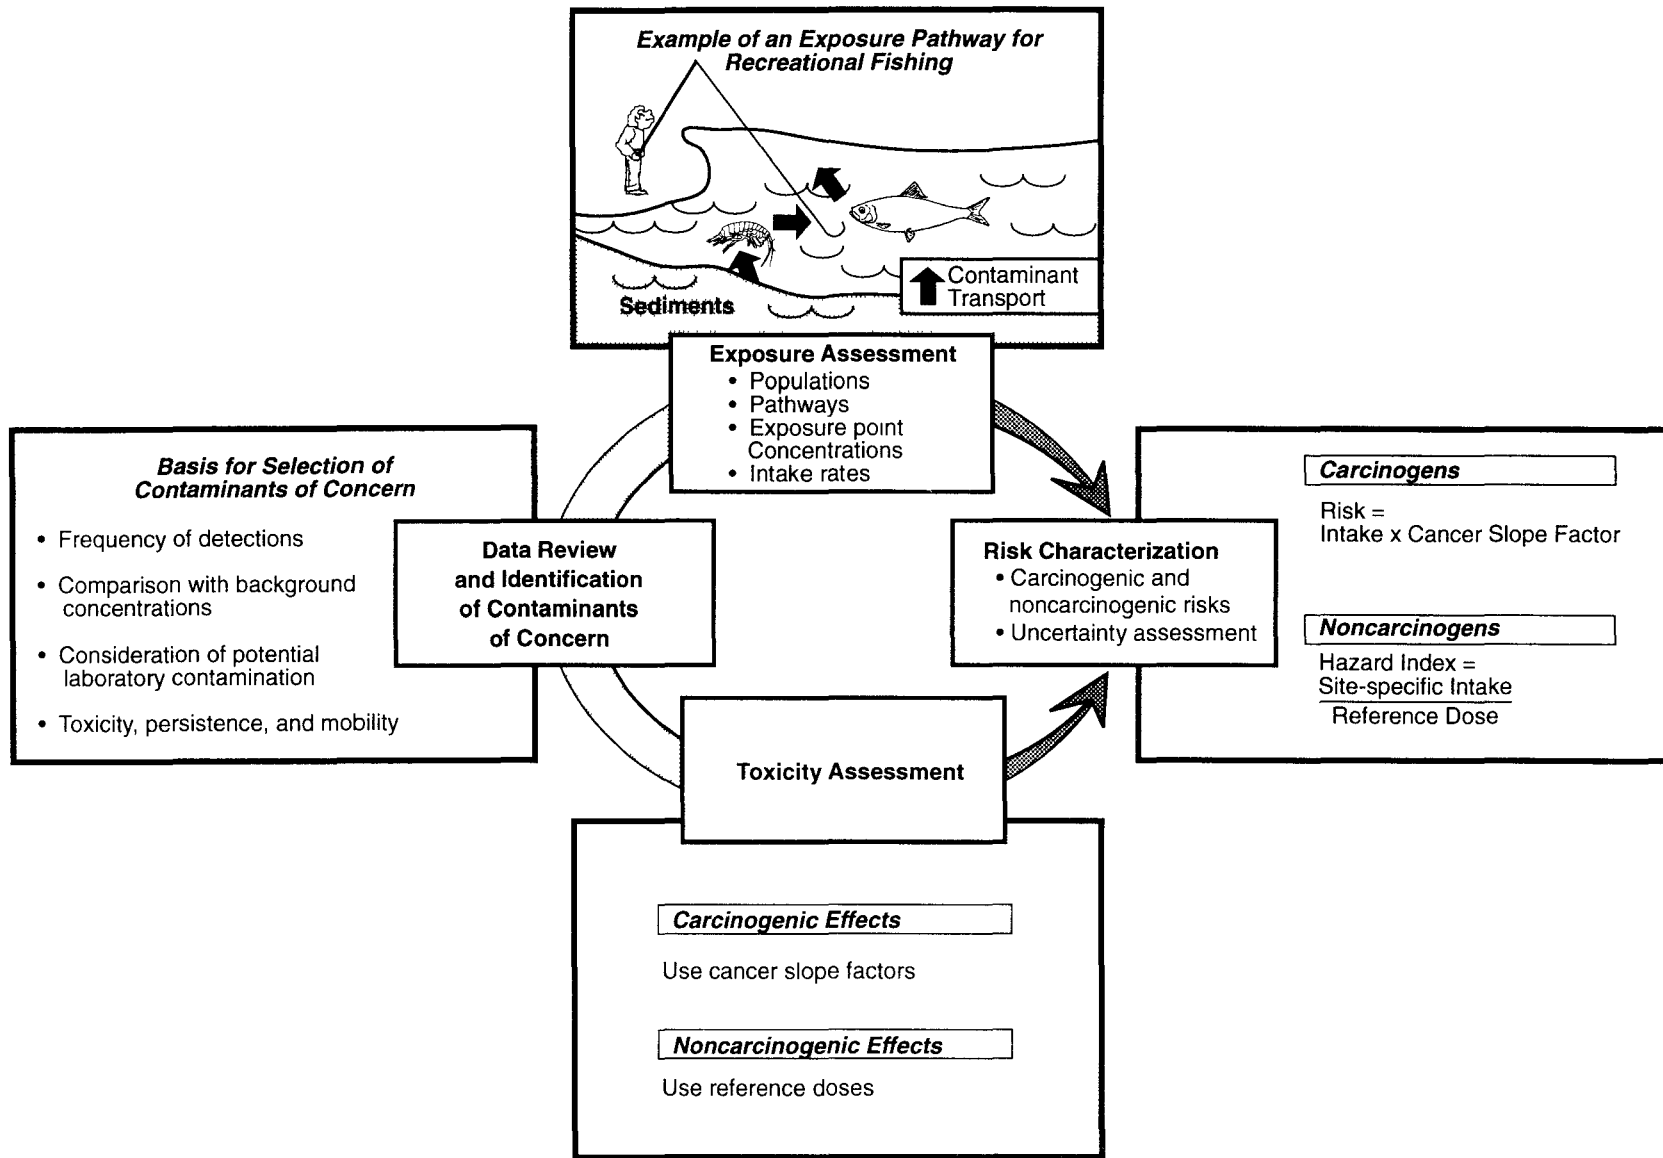 Example of an Exposure Pathway for
Recreational Fishing
Contaminant
Transport
Sediments
Exposure Assessment
• Populations
• Pathways
• Exposure point
Concentrations
• Intake rates
Basis for Selection of
Contaminants of Concern
• Frequency of detections
• Comparison with background
concentrations
• Consideration of potential
laboratory contamination
• Toxicity, persistence, and mobility
Data Review
and Identification
of Contaminants
of Concern
Risk Characterization
• Carcinogenic and
noncarcinogenic risks
• Uncertainty assessment
Carcinogens
Risk =
Intake x Cancer Slope Factor
Noncarcinogens
Hazard Index =
Site-specific Intake
Reference Dose
Toxicity Assessment
Carcinogenic Effects
Use cancer slope factors
Noncarcinogenic Effects
Use reference doses